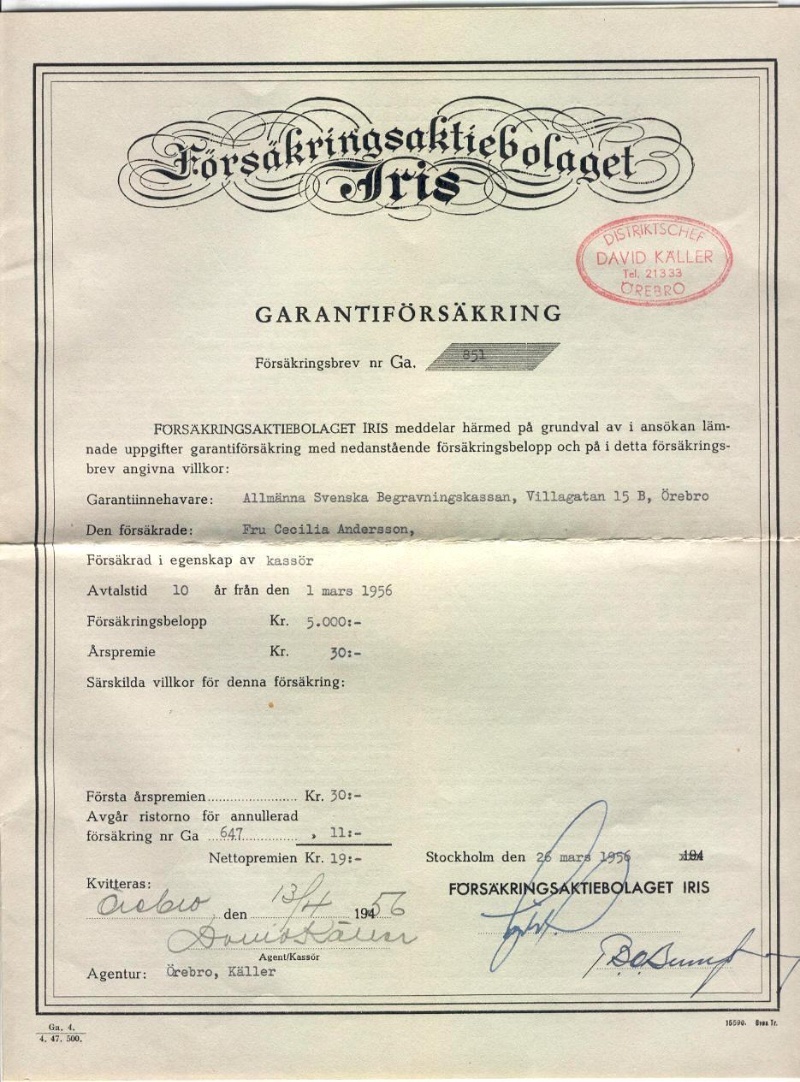 Försäkringsaktiebolaget
Iris
DISTRIKTSCHEF
DAVID KÄLLER
Tel. 21333
ÖREBRO
GARANTIFÖRSÄKRING
Försäkringsbrev nr Ga. 851
FÖRSÄKRINGSAKTIEBOLAGET IRIS meddelar härmed på grundval av i ansökan läm-
nade uppgifter garantiförsäkring med nedanstående försäkringsbelopp och på i detta försäkrings-
brev angivna villkor:
Garantiinnehavare: Allmänna Svenska Begravningskassan, Villagatan 15 B, Örebro
Den försäkrade: Fru Cecilia Andersson,
Försäkrad i egenskap av kassör
Avtalstid 10 år från den 1 mars 1956
Försäkringsbelopp Kr. 5.000:-
Årspremie Kr. 30:-
Särskilda villkor för denna försäkring:
Första årspremien........................ Kr. 30:-
Avgår ristorno för annullerad
försäkring nr Ga ...647............... , 11:-
Nettopremien Kr. 19:-
Stockholm den 26 mars 1956 194
Kvitteras:
FÖRSÄKRINGSAKTIEBOLAGET IRIS
Örebro den 13/4 194 56
David Käller
Agent/Kassör
Agentur: Örebro, Käller
Ga. 4.
4. 47. 500.
15596.